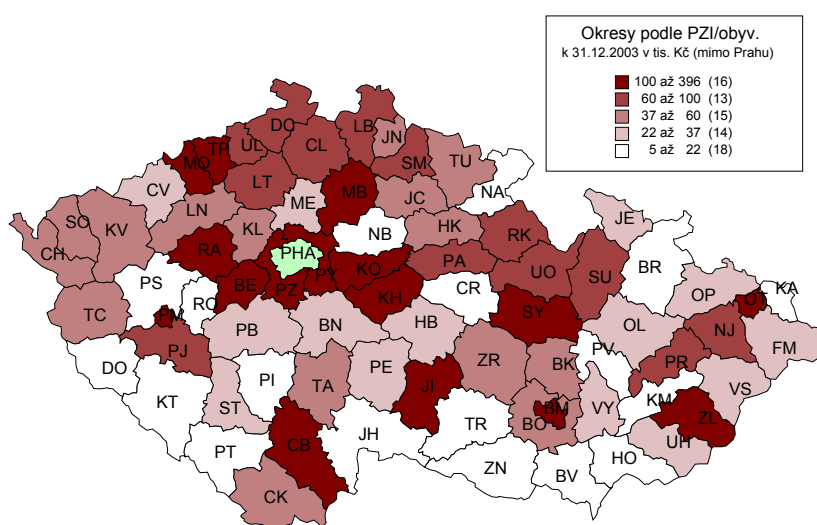 Okresy podle PZI/obyv.
k 31.12.2003 v tis. Kč (mimo Prahu)
100 až 396 (16)
60 až 100 (13)
37 až 60 (15)
22 až 37 (14)
5 až 22 (18)
DC
LB
JN
TP
UL
CL
MO
SM
TU
CV
LT
ME
MB
JC
NA
SO
KV
LN
KL
NB
HK
RK
JE
CH
RA
PHA
PY
KO
PA
UO
SU
BR
PS
RO
BE
PZ
KH
CR
SY
OP
OT
KA
TC
PM
PB
BN
HB
OL
NJ
FM
PJ
DO
PI
TA
PE
JI
ZR
BK
PV
PR
VS
KT
ST
CB
TR
BO
BM
VY
KM
ZL
PT
JH
ZN
BV
HO
UH
CK